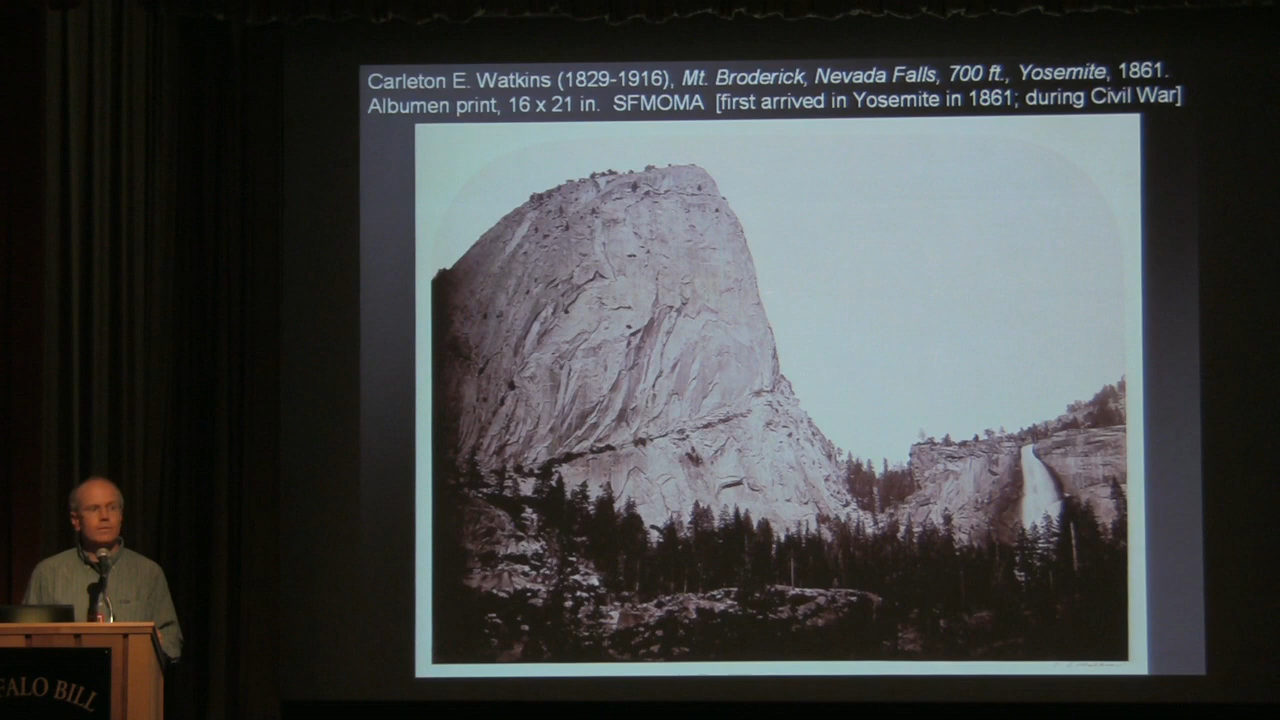 Carleton E. Watkins (1829-1916), Mt. Broderick, Nevada Falls, 700 ft., Yosemite, 1861.
Albumen print, 16 x 21 in. SFMOMA [first arrived in Yosemite in 1861; during Civil War]
FALO BILL